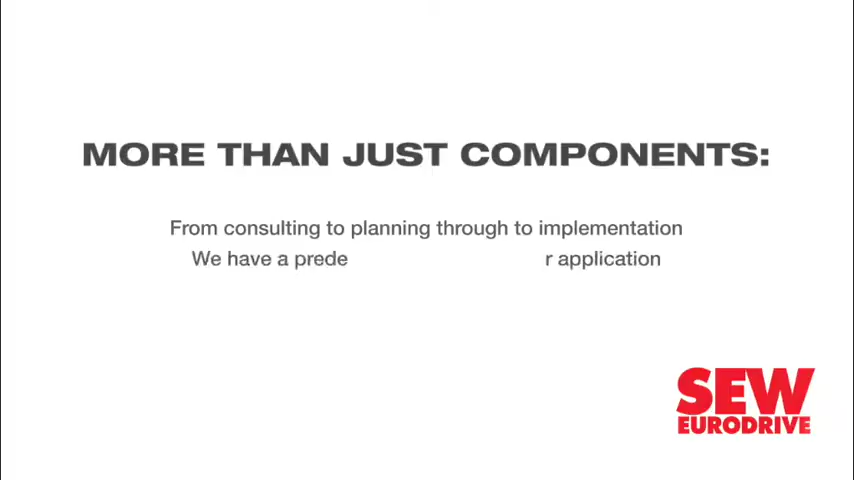 MORE THAN JUST COMPONENTS:
From consulting to planning through to implementation
We have a prede r application
SEW
EURODRIVE